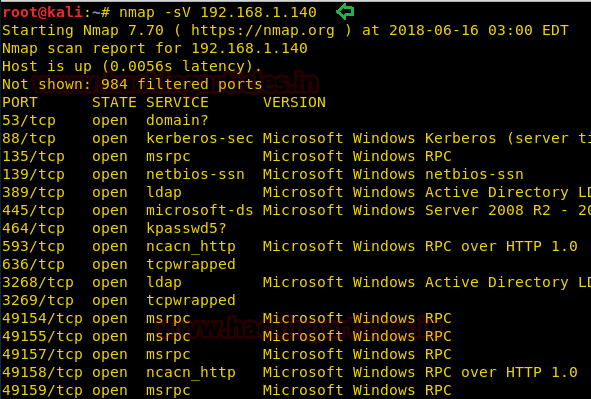 root@kali:~# nmap -sV 192.168.1.140
Starting Nmap 7.70 ( https://nmap.org ) at 2018-06-16 03:00 EDT
Nmap scan report for 192.168.1.140
Host is up (0.0056s latency).
Not shown: 984 filtered ports
PORT STATE SERVICE VERSION
53/tcp open domain?
88/tcp open kerberos-sec Microsoft Windows Kerberos (server ti
135/tcp open msrpc Microsoft Windows RPC
139/tcp open netbios-ssn Microsoft Windows netbios-ssn
389/tcp open ldap Microsoft Windows Active Directory LD
445/tcp open microsoft-ds Microsoft Windows Server 2008 R2 - 20
464/tcp open kpasswd5?
593/tcp open ncacn_http Microsoft Windows RPC over HTTP 1.0
636/tcp open tcpwrapped
3268/tcp open ldap Microsoft Windows Active Directory LD
3269/tcp open tcpwrapped
49154/tcp open msrpc Microsoft Windows RPC
49155/tcp open msrpc Microsoft Windows RPC
49157/tcp open msrpc Microsoft Windows RPC
49158/tcp open ncacn_http Microsoft Windows RPC over HTTP 1.0
49159/tcp open msrpc Microsoft Windows RPC